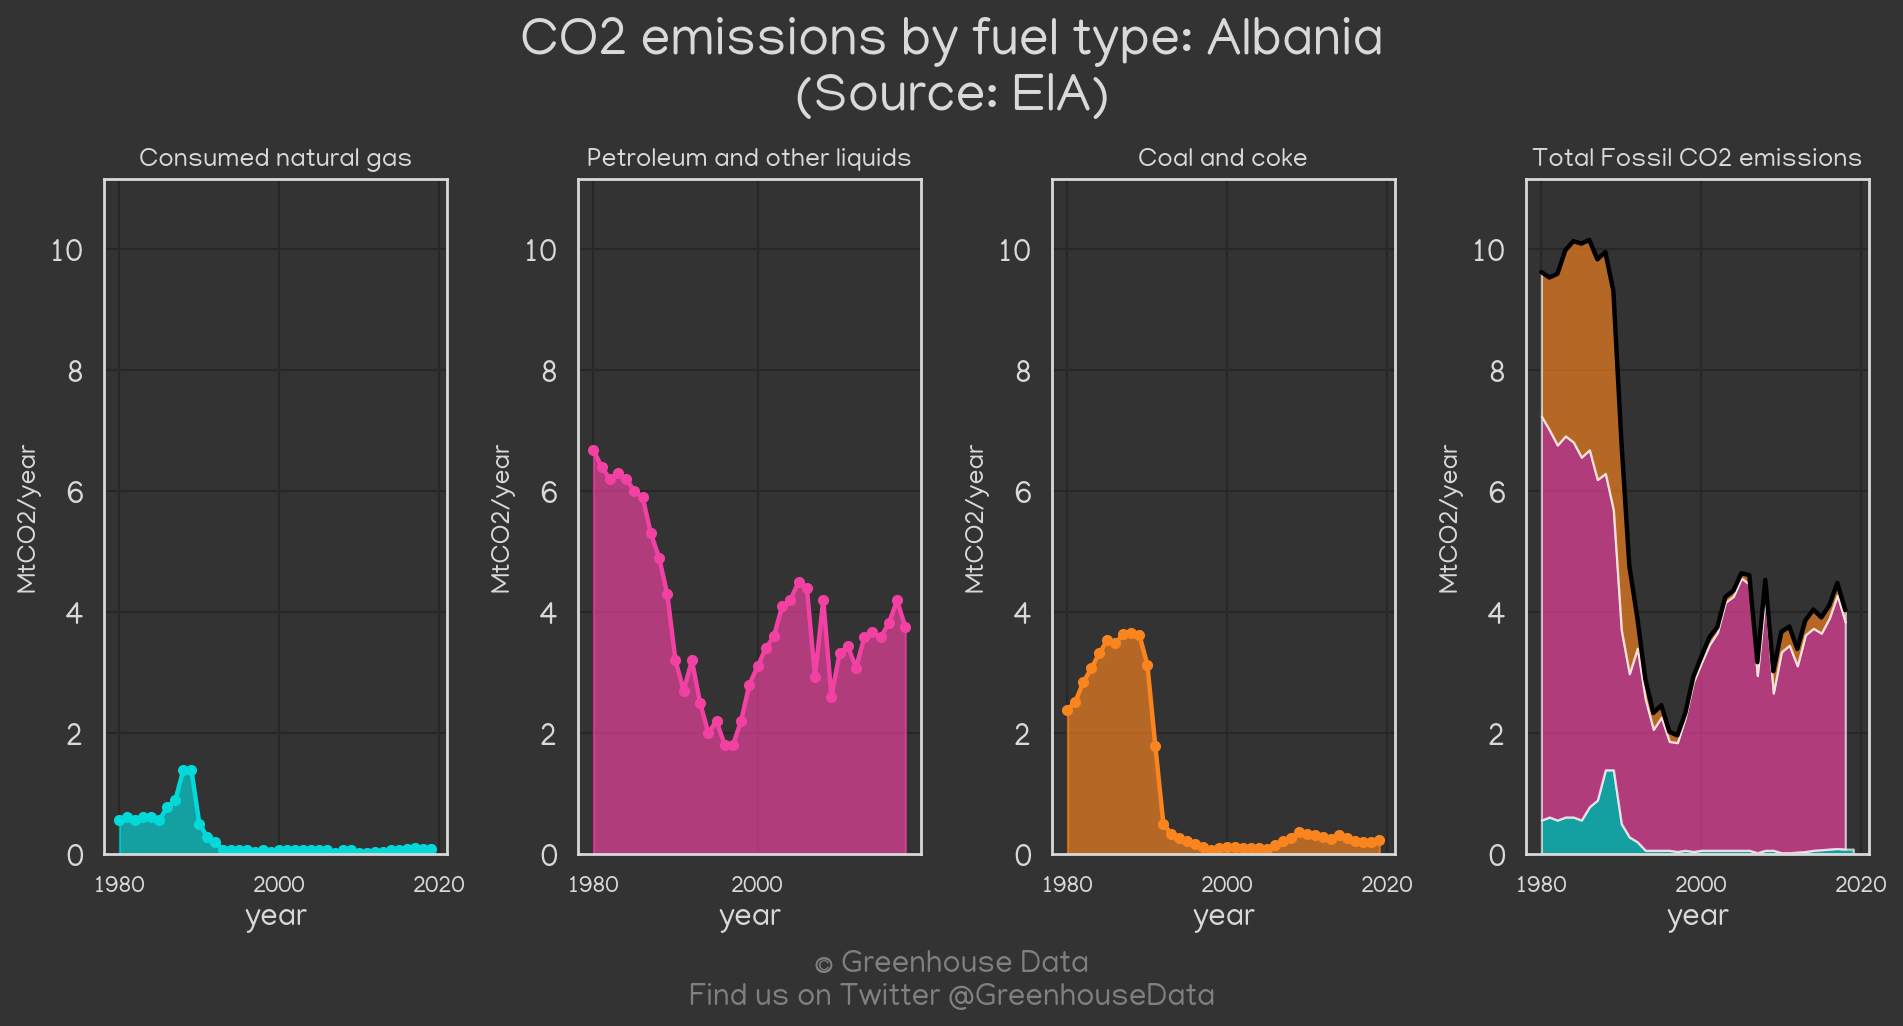 CO2 emissions by fuel type: Albania
(Source: EIA)
Consumed natural gas
Petroleum and other liquids
Coal and coke
Total Fossil CO2 emissions
MtCO2/year
10
8
6
4
2
0
1980
2000
2020
year
MtCO2/year
10
8
6
4
2
0
1980
2000
year
MtCO2/year
10
8
6
4
2
0
1980
2000
2020
year
MtCO2/year
10
8
6
4
2
0
1980
2000
2020
year
© Greenhouse Data
Find us on Twitter @GreenhouseData